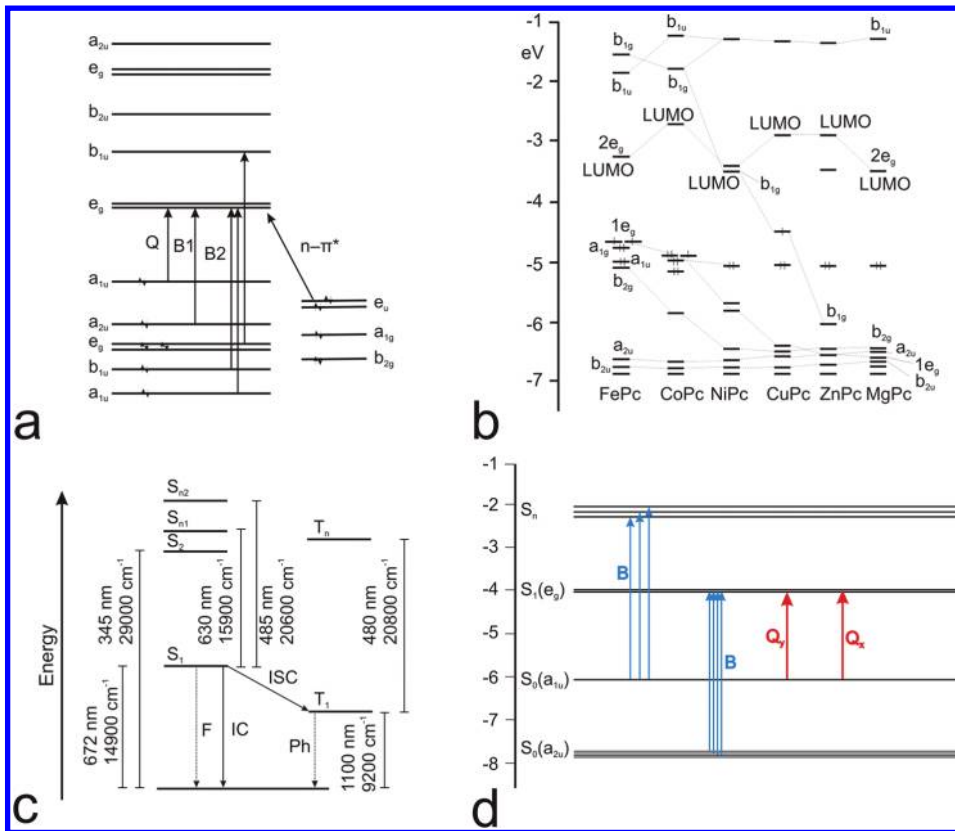 a2u
eg
b2u
b1u
eg
Q
B1
B2
n–π*
a1u
a2u
eg
b1u
a1u
eu
a1g
b2g
a
-1
eV
-2
-3
-4
-5
-6
-7
b1g
b1u
b1u
b1g
b1u
LUMO
LUMO
LUMO
2eg
LUMO
LUMO
b1g
2eg
LUMO
1eg
a1g
a1u
b2g
b1g
b2g
a2u
a2u
1eg
b2u
b2u
FePc
CoPc
NiPc
CuPc
ZnPc
MgPc
b
Energy
Sn2
Sn1
S2
Tn
345 nm
29000 cm-1
630 nm
15900 cm-1
485 nm
20600 cm-1
480 nm
20800 cm-1
S1
ISC
T1
672 nm
14900 cm-1
F
IC
Ph
1100 nm
9200 cm-1
c
-1
-2
-3
-4
-5
-6
-7
-8
Sn
S1(eg)
S0(a1u)
S0(a2u)
B
B
Qy
Qx
d